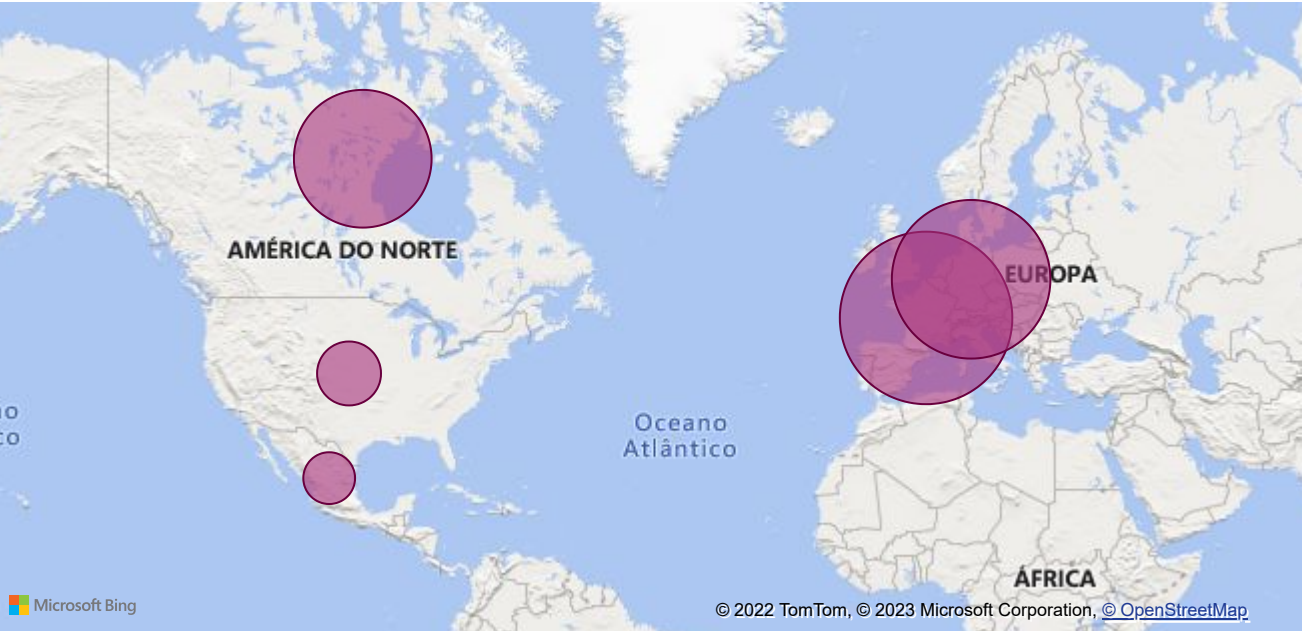 AMÉRICA DO NORTE
EUROPA
Oceano
Atlântico
ÁFRICA
Microsoft Bing
© 2022 TomTom, © 2023 Microsoft Corporation, © OpenStreetMap